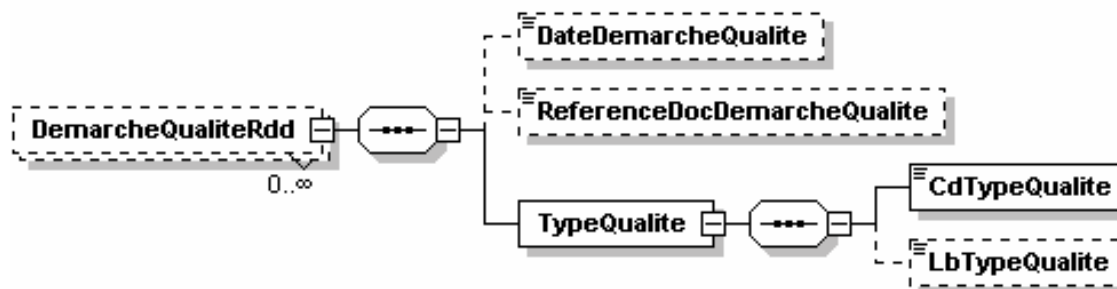 DateDemarcheQualite
ReferenceDocDemarcheQualite
DemarcheQualiteRdd
0..∞
TypeQualite
CdTypeQualite
LbTypeQualite